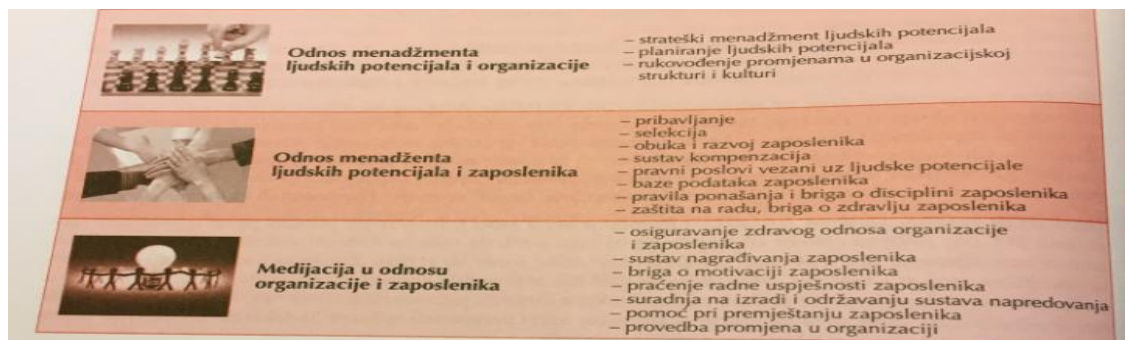 Odnos menadžmenta
ljudskih potencijala i organizacije
– strateški menadžment ljudskih potencijala
– planiranje ljudskih potencijala
– rukovođenje promjenama u organizacijskoj
strukturi i kulturi
Odnos menadženta
ljudskih potencijala i zaposlenika
– pribavljanje
– selekcija
– obuka i razvoj zaposlenika
– sustav kompenzacija
– pravni poslovi vezani uz ljudske potencijale
– baze podataka zaposlenika
– pravila ponašanja i briga o disciplini zaposlenika
– zaštita na radu, briga o zdravlju zaposlenika
Medijacija u odnosu
organizacije i zaposlenika
– osiguravanje zdravog odnosa organizacije
i zaposlenika
– sustav nagrađivanja zaposlenika
– briga o motivaciji zaposlenika
– praćenje radne uspješnosti zaposlenika
– suradnja na izradi i održavanju sustava napredovanja
– pomoć pri premještanju zaposlenika
– provedba promjena u organizaciji